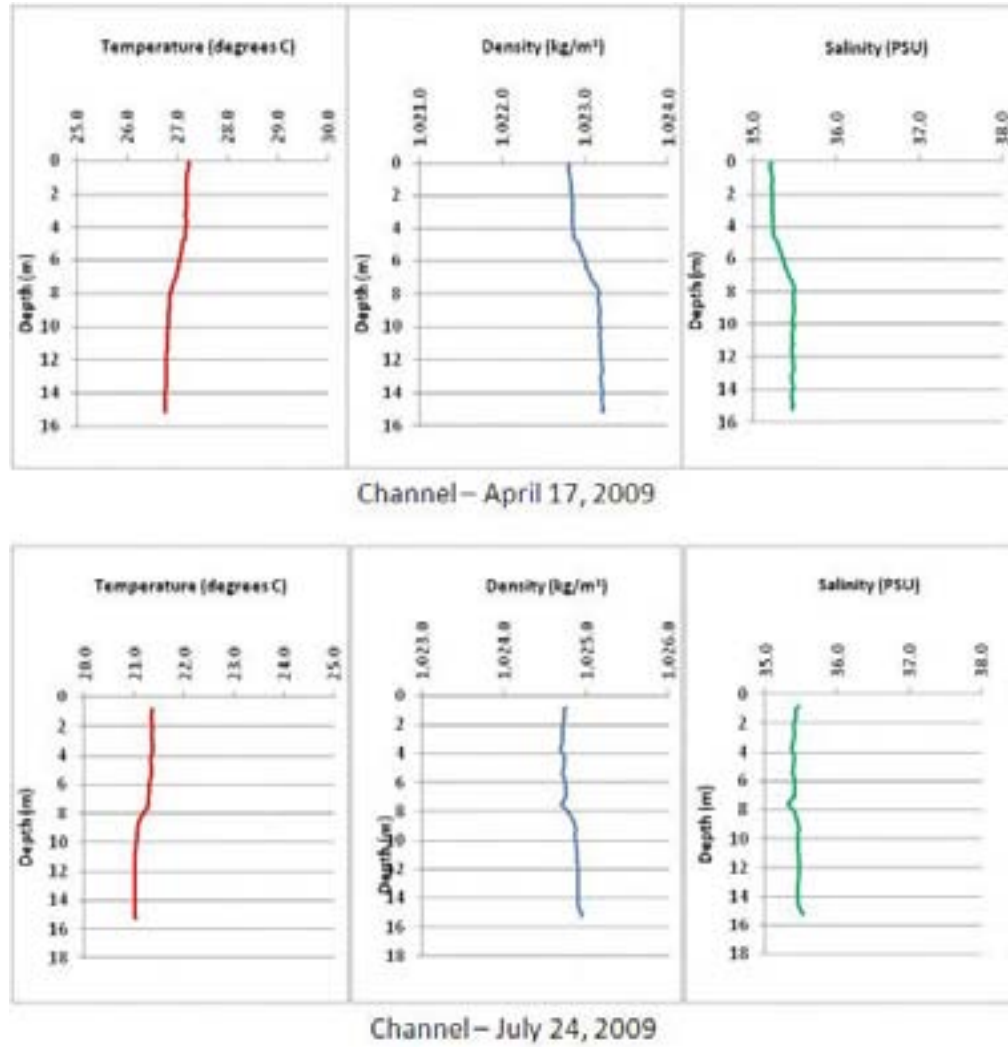 Temperature (degrees C)
25.0 26.0 27.0 28.0 29.0 30.0
0
2
4
6
8
10
12
14
16
Depth (m)
Density (kg/m³)
1,021.0 1,022.0 1,023.0 1,024.0
0
2
4
6
8
10
12
14
16
Depth (m)
Salinity (PSU)
35.0 36.0 37.0 38.0
0
2
4
6
8
10
12
14
16
Depth (m)
Channel – April 17, 2009
Temperature (degrees C)
20.0 21.0 22.0 23.0 24.0 25.0
0
2
4
6
8
10
12
14
16
18
Depth (m)
Density (kg/m³)
1,023.0 1,024.0 1,025.0 1,026.0
0
2
4
6
8
10
12
14
16
18
Depth (m)
Salinity (PSU)
35.0 36.0 37.0 38.0
0
2
4
6
8
10
12
14
16
18
Depth (m)
Channel – July 24, 2009